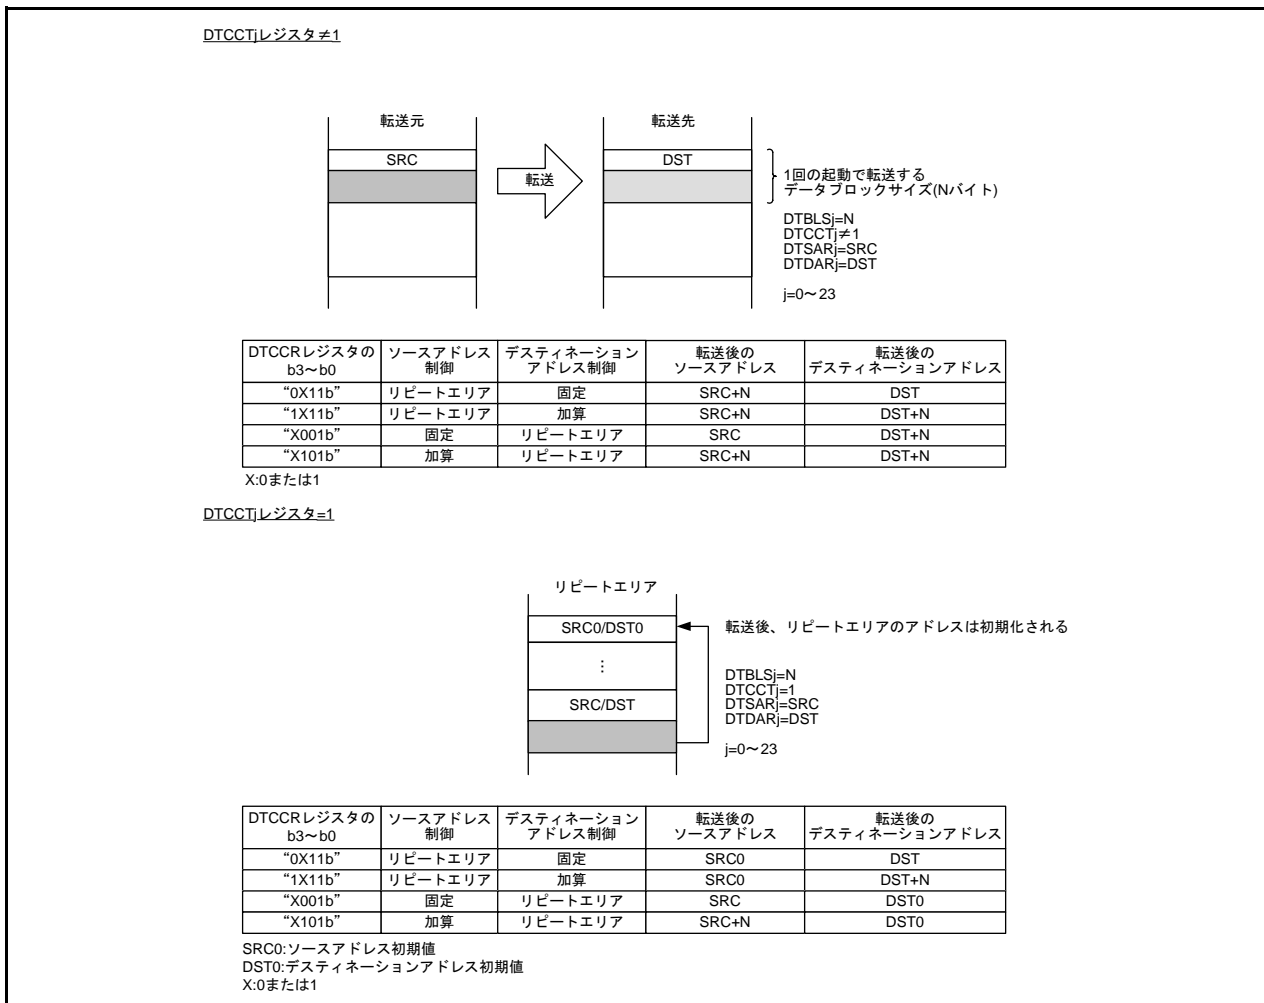 DTCCTjレジスタ≠1
転送元
転送先
SRC
転送
DST
1回の起動で転送する
データブロックサイズ(Nバイト)
DTBLSj=N
DTCCTj≠1
DTSARj=SRC
DTDARj=DST
j=0～23
DTCCRレジスタの b3～b0 ソースアドレス 制御 デスティネーション アドレス制御 転送後の ソースアドレス 転送後の デスティネーションアドレス
“0X11b” リピートエリア 固定 SRC+N DST
“1X11b” リピートエリア 加算 SRC+N DST+N
“X001b” 固定 リピートエリア SRC DST+N
“X101b” 加算 リピートエリア SRC+N DST+N
X:0または1
DTCCTjレジスタ=1
リピートエリア
SRC0/DST0
転送後、リピートエリアのアドレスは初期化される
⋮
SRC/DST
DTBLSj=N
DTCCTj=1
DTSARj=SRC
DTDARj=DST
j=0～23
DTCCRレジスタの b3～b0 ソースアドレス 制御 デスティネーション アドレス制御 転送後の ソースアドレス 転送後の デスティネーションアドレス
“0X11b” リピートエリア 固定 SRC0 DST
“1X11b” リピートエリア 加算 SRC0 DST+N
“X001b” 固定 リピートエリア SRC DST0
“X101b” 加算 リピートエリア SRC+N DST0
SRC0:ソースアドレス初期値
DST0:デスティネーションアドレス初期値
X:0または1